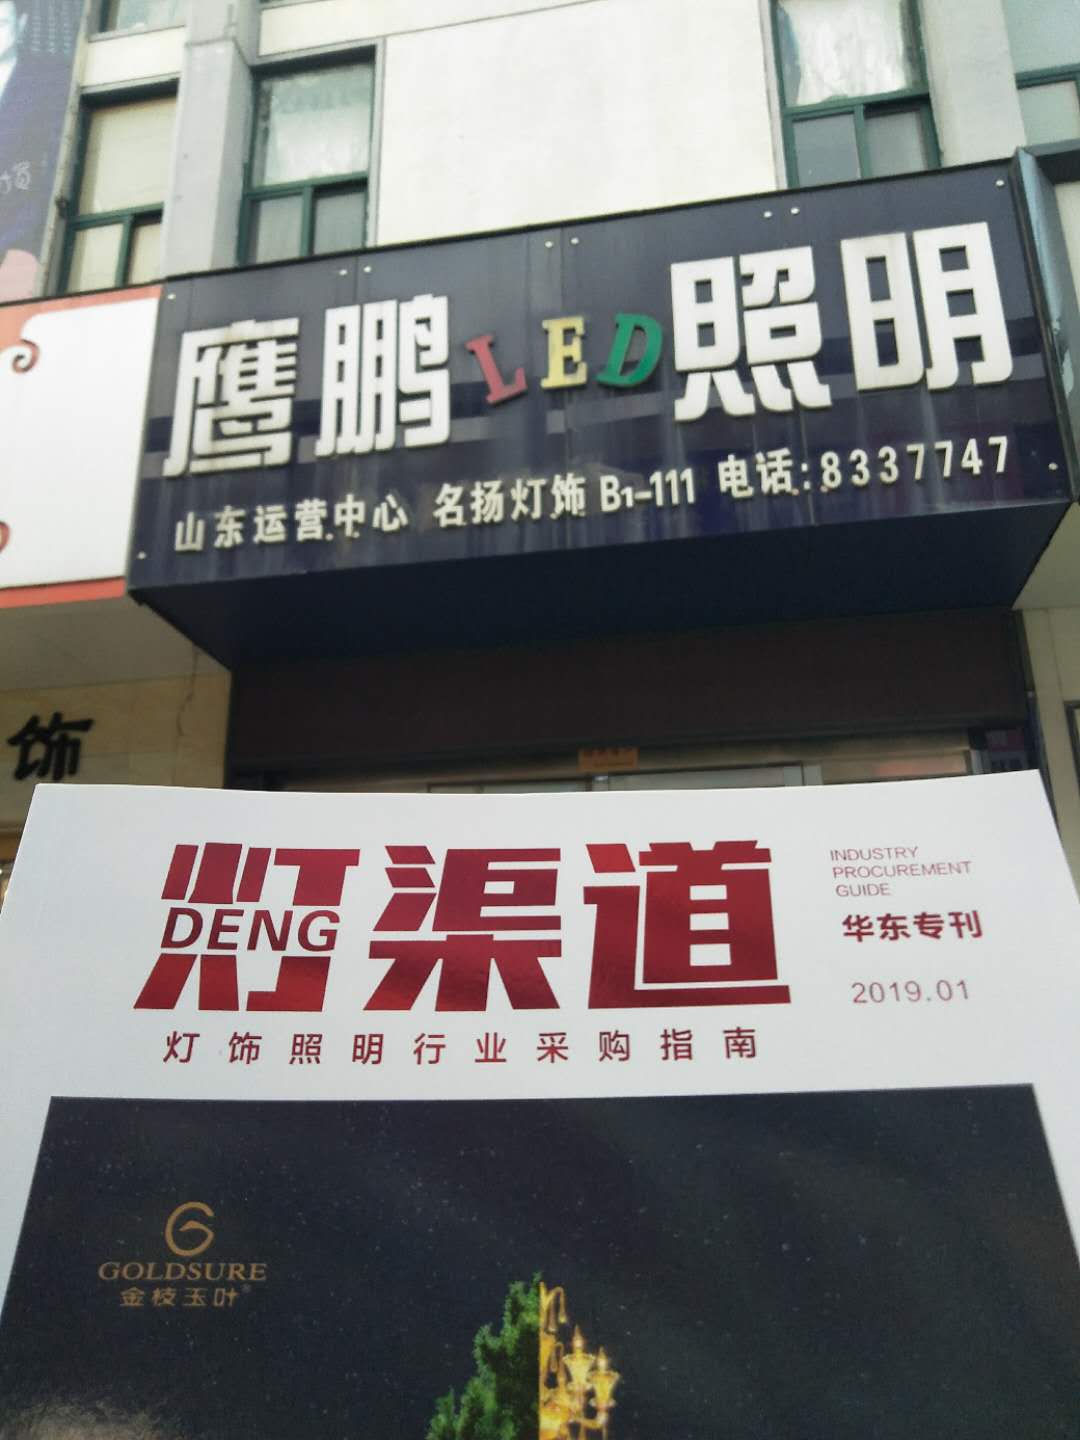 鹰鹏LED照明
山东运营中心 名扬灯饰 B1-111 电话:8337747
饰
灯渠道
DENG
INDUSTRY
PROCUREMENT
GUIDE
华东专刊
2019.01
灯饰照明行业采购指南
GOLDSURE
金枝玉叶®